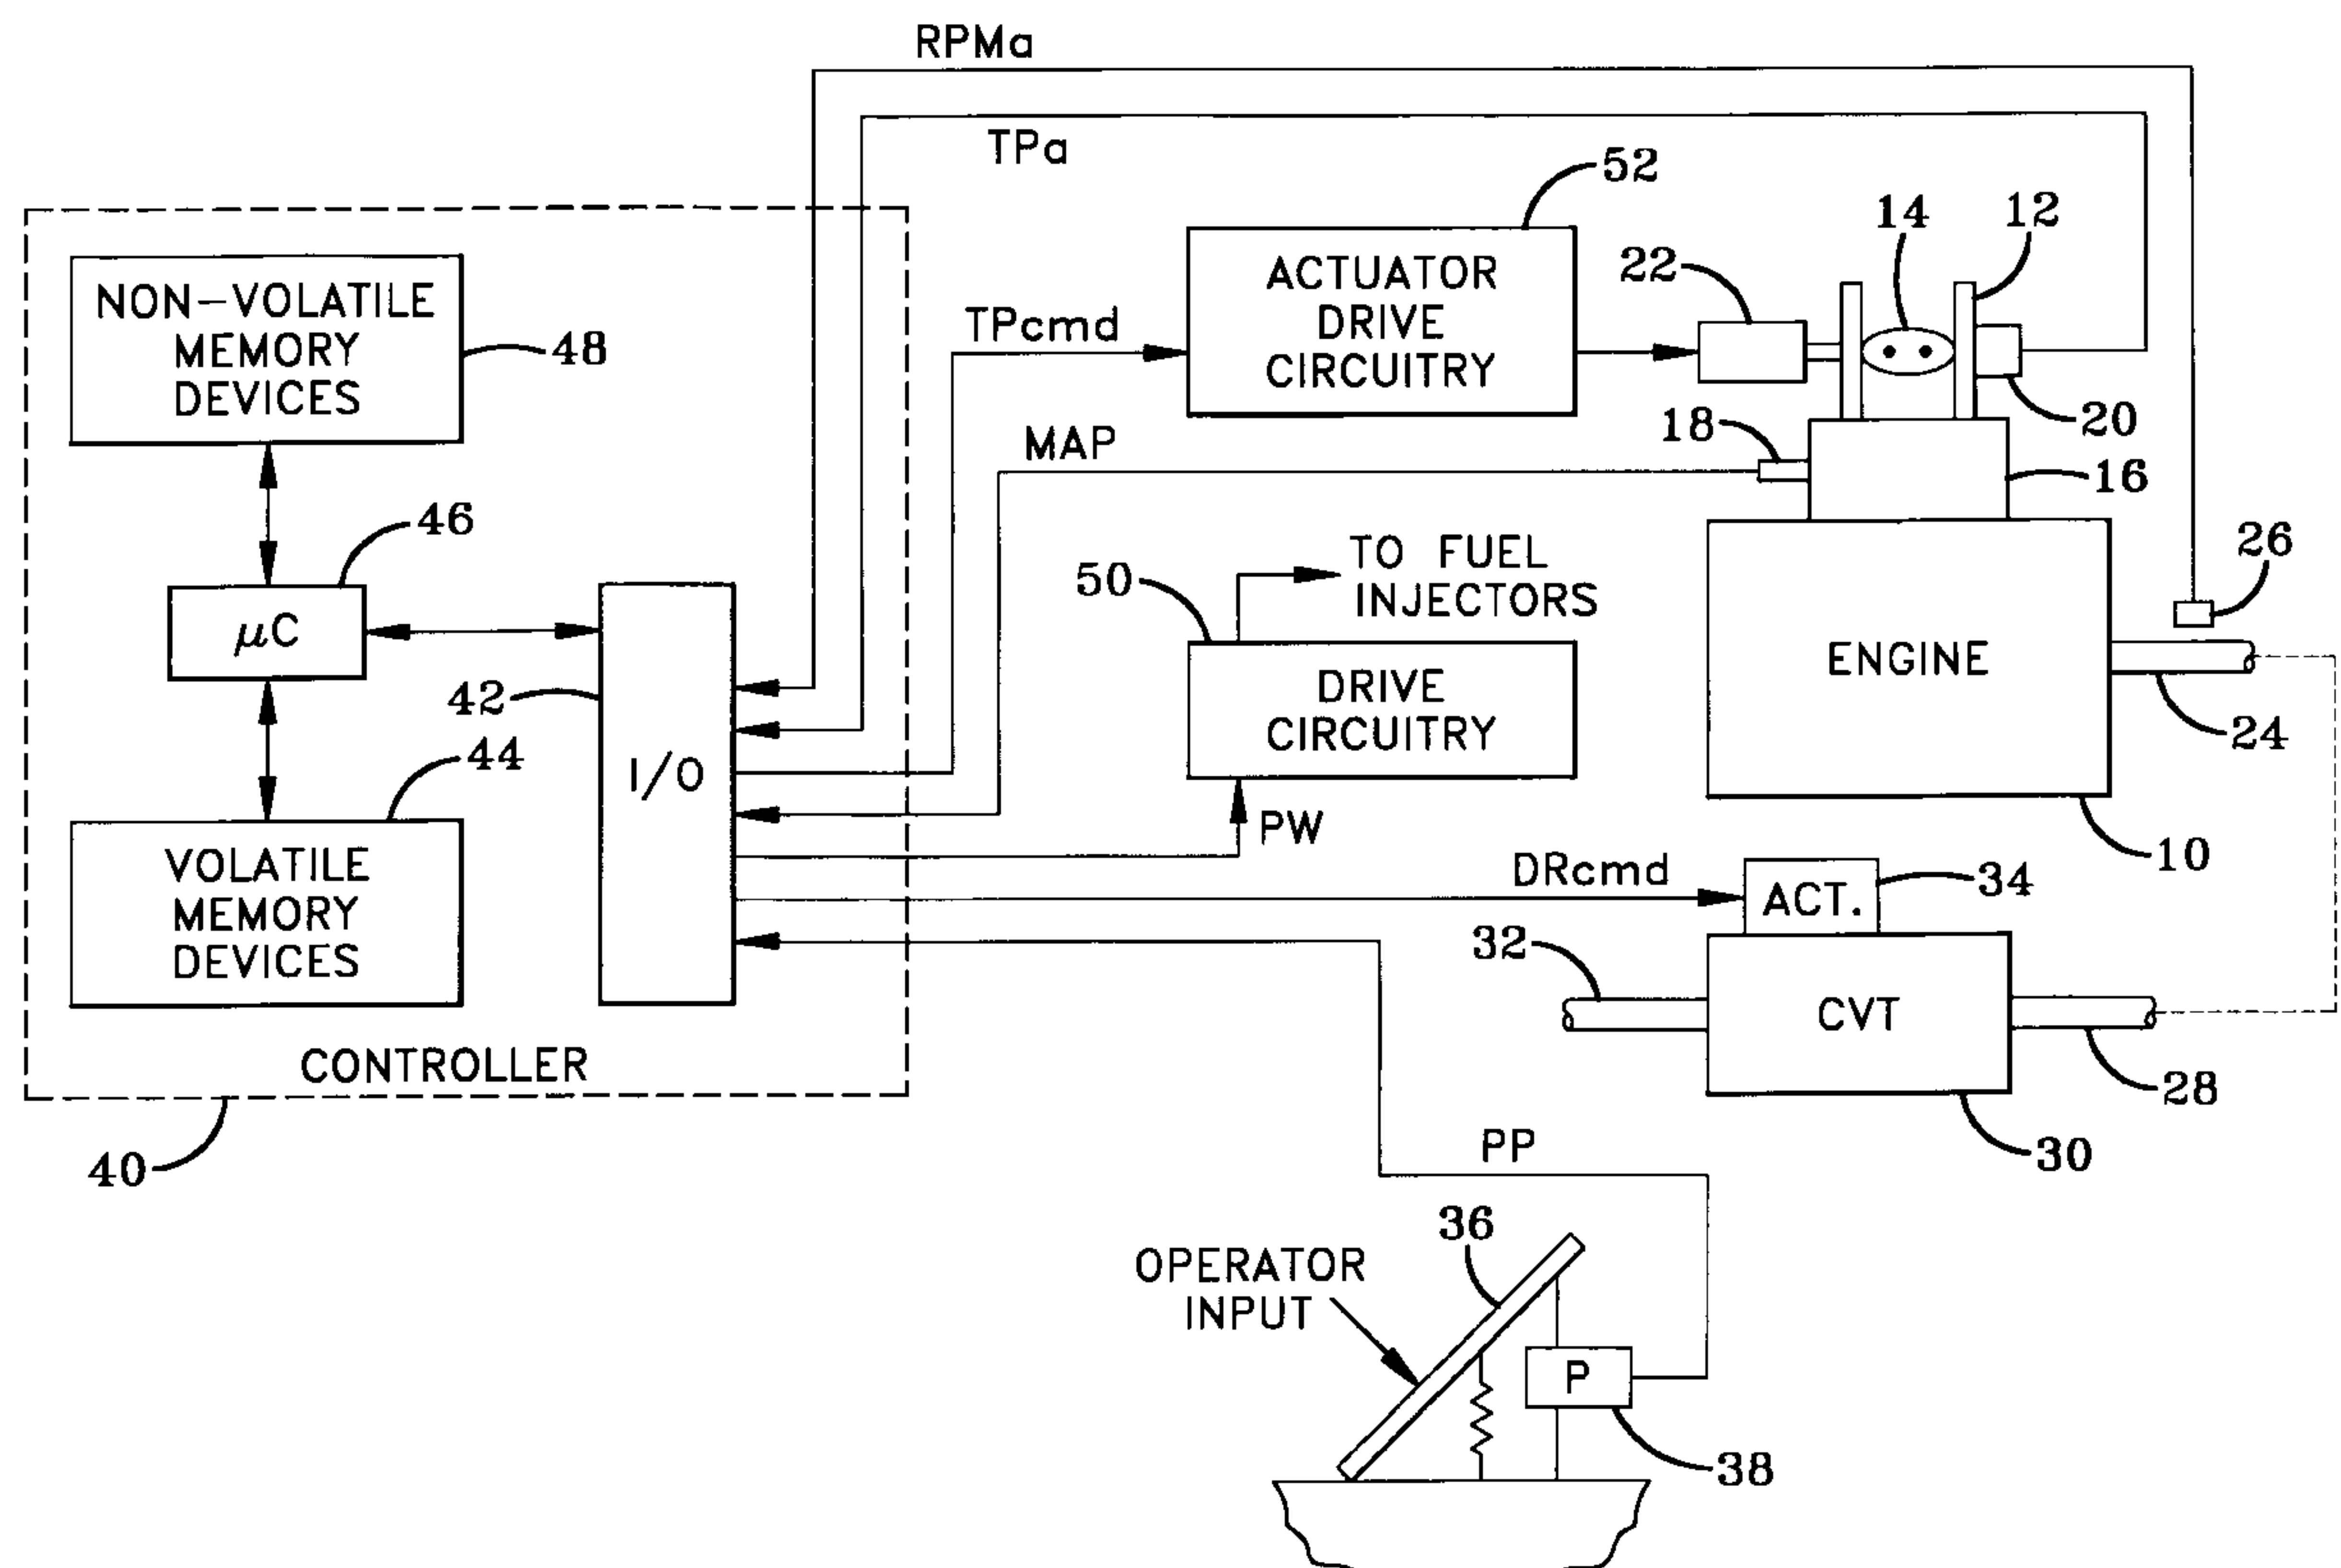 RPMa
TPa
52
14
12
22
ACTUATOR
DRIVE
CIRCUITRY
NON-VOLATILE
MEMORY
DEVICES
48
TPcmd
20
18
MAP
16
46
26
TO FUEL
INJECTORS
50
μC
ENGINE
DRIVE
CIRCUITRY
42
24
44
I/O
PW
10
VOLATILE
MEMORY
DEVICES
DRcmd
ACT.
34
32
CVT
CONTROLLER
28
40
PP
30
36
OPERATOR
INPUT
P
38